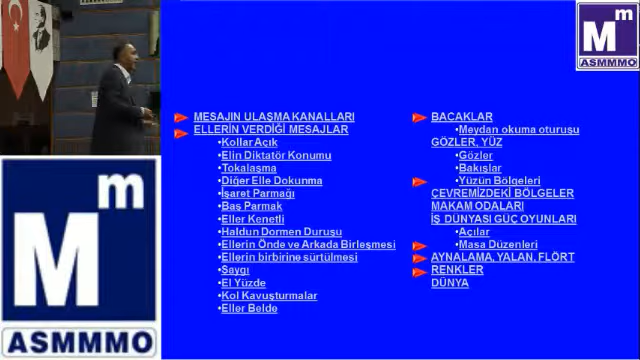 Mm
ASMMMO
MESAJIN ULAŞMA KANALLARI
ELLERİN VERDİĞİ MESAJLAR
•Kollar Açık
•Elin Diktatör Konumu
•Tokalaşma
•Diğer Elle Dokunma
•İşaret Parmağı
•Baş Parmak
•Eller Kenetli
•Haldun Dormen Duruşu
•Ellerin Önde ve Arkada Birleşmesi
•Ellerin birbirine sürtülmesi
•Saygı
•El Yüzde
•Kol Kavuşturmalar
•Eller Belde
BACAKLAR
•Meydan okuma oturuşu
GÖZLER, YÜZ
•Gözler
•Bakışlar
•Yüzün Bölgeleri
ÇEVREMİZDEKİ BÖLGELER
MAKAM ODALARI
İŞ DÜNYASI GÜÇ OYUNLARI
•Açılar
•Masa Düzenleri
AYNALAMA, YALAN, FLÖRT
RENKLER
DÜNYA
Mm
ASMMMO